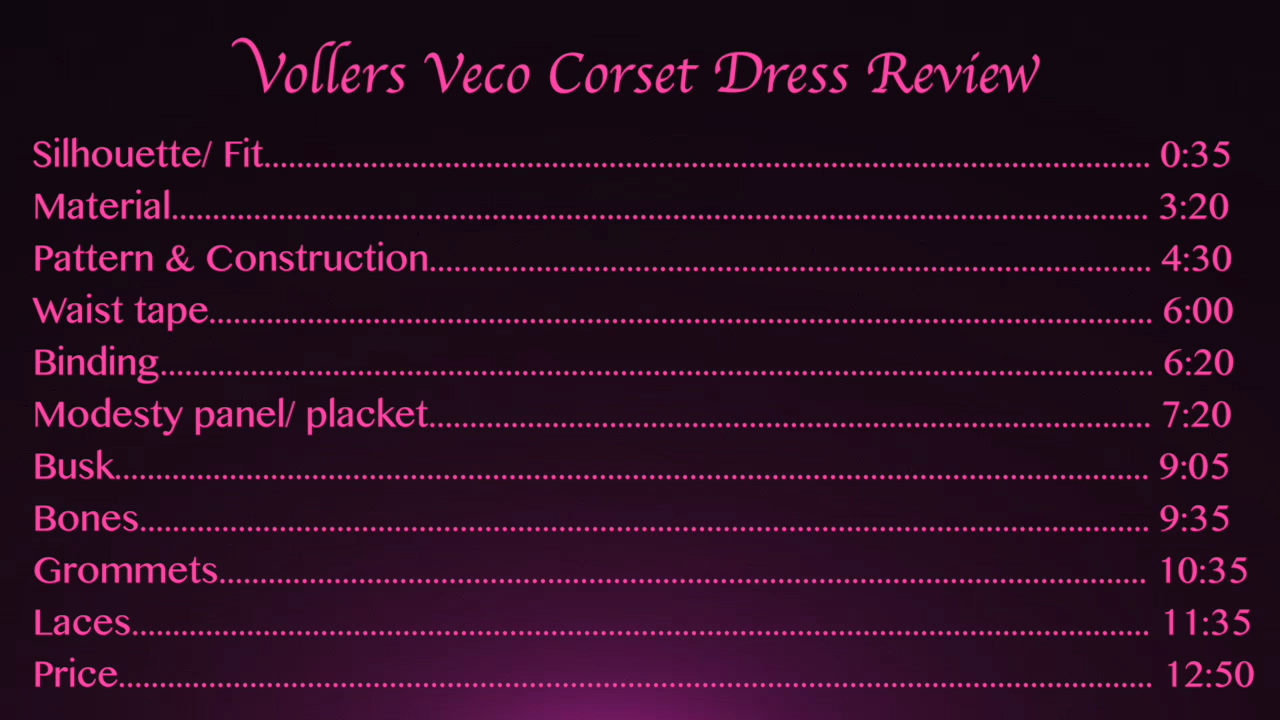 Vollers Veco Corset Dress Review
Silhouette/ Fit.......................................................................................................... 0:35
Material...................................................................................................................... 3:20
Pattern & Construction....................................................................................... 4:30
Waist tape................................................................................................................. 6:00
Binding....................................................................................................................... 6:20
Modesty panel/ placket....................................................................................... 7:20
Busk............................................................................................................................. 9:05
Bones.......................................................................................................................... 9:35
Grommets................................................................................................................ 10:35
Laces........................................................................................................................... 11:35
Price............................................................................................................................. 12:50